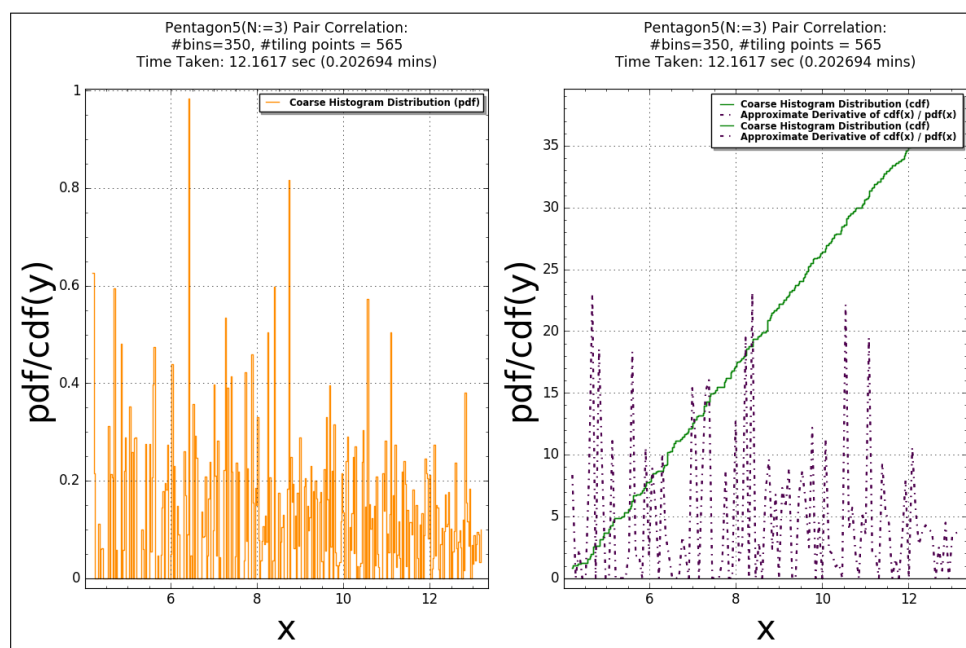 Pentagon5(N:=3) Pair Correlation:
#bins=350, #tiling points = 565
Time Taken: 12.1617 sec (0.202694 mins)
Coarse Histogram Distribution (pdf)
pdf/cdf(y)
1
0.8
0.6
0.4
0.2
0
6
8
10
12
x
Pentagon5(N:=3) Pair Correlation:
#bins=350, #tiling points = 565
Time Taken: 12.1617 sec (0.202694 mins)
Coarse Histogram Distribution (cdf)
Approximate Derivative of cdf(x) / pdf(x)
Coarse Histogram Distribution (cdf)
Approximate Derivative of cdf(x) / pdf(x)
pdf/cdf(y)
35
30
25
20
15
10
5
0
6
8
10
12
x